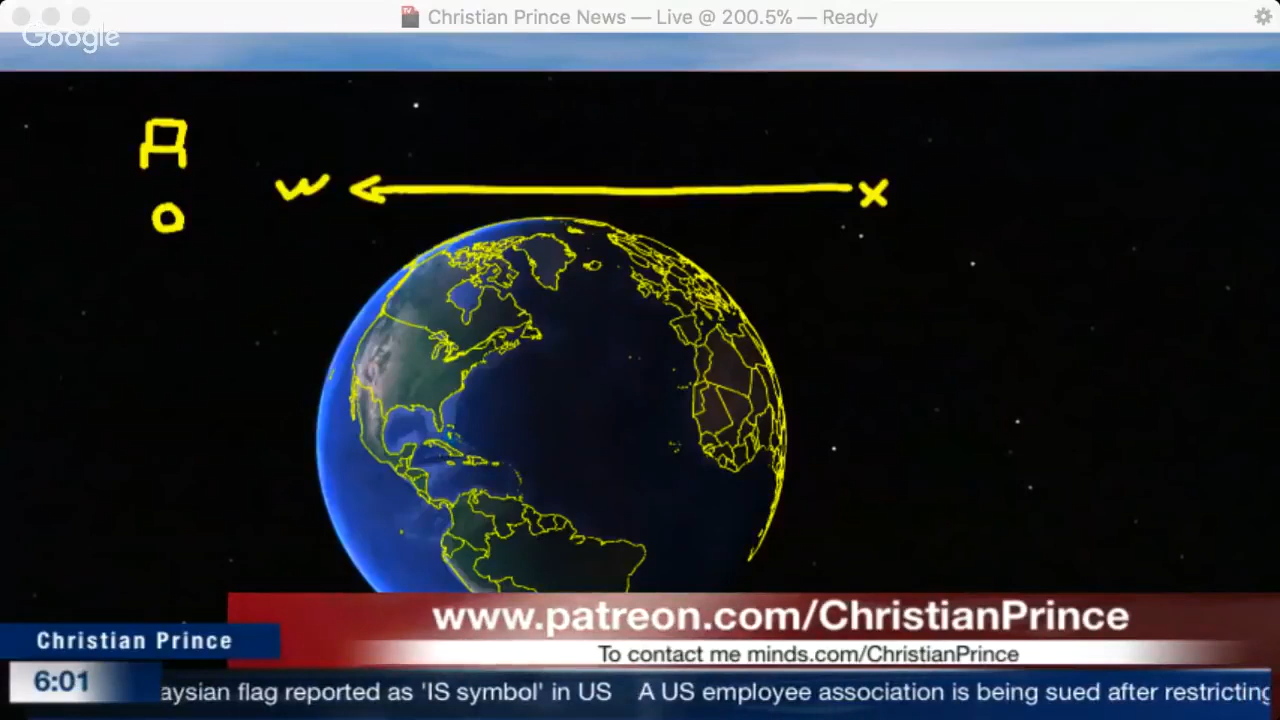 Christian Prince News — Live @ 200.5% — Ready
Google
W X
www.patreon.com/ChristianPrince
Christian Prince
To contact me minds.com/ChristianPrince
6:01
aysian flag reported as 'IS symbol' in US A US employee association is being sued after restricting